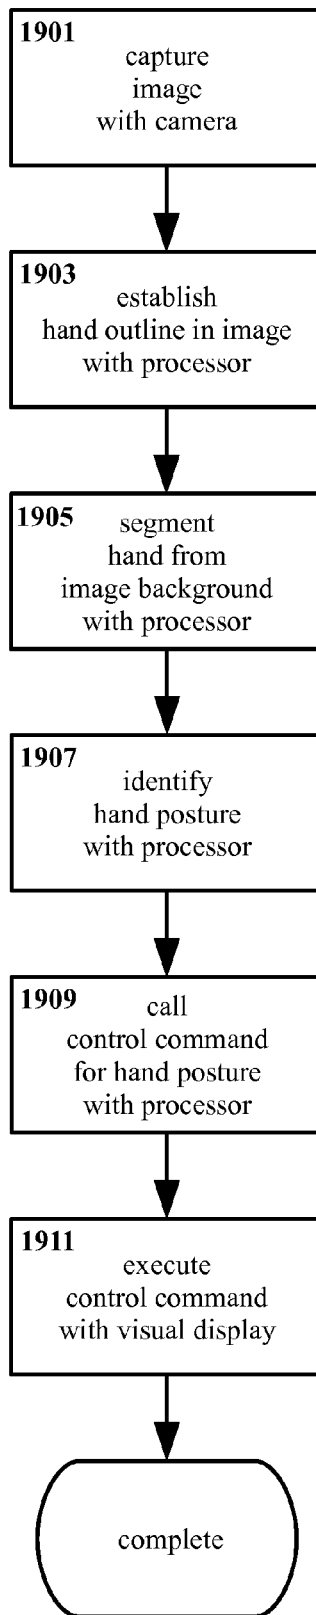 1901
capture
image
with camera
1903
establish
hand outline in image
with processor
1905
segment
hand from
image background
with processor
1907
identify
hand posture
with processor
1909
call
control command
for hand posture
with processor
1911
execute
control command
with visual display
complete